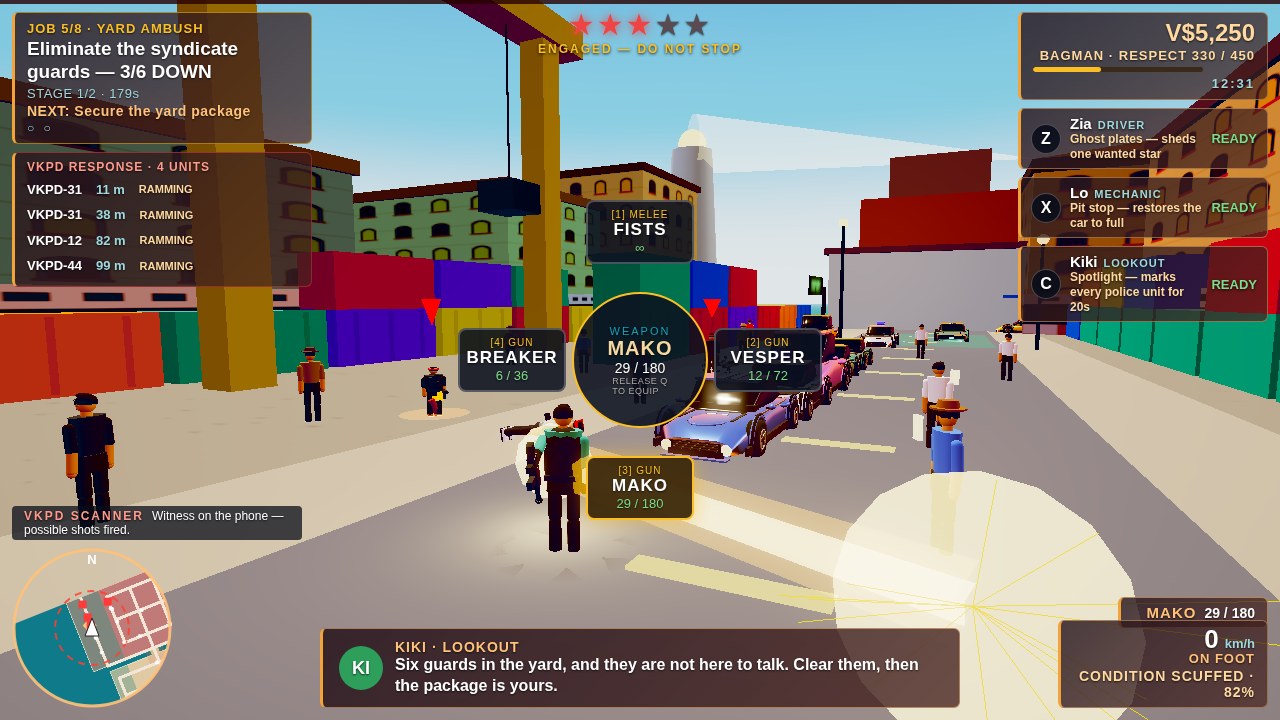 JOB 5/8 · YARD AMBUSH
Eliminate the syndicate
guards — 3/6 DOWN
STAGE 1/2 · 179s
NEXT: Secure the yard package
VKPD RESPONSE · 4 UNITS
VKPD-31 11 m RAMMING
VKPD-31 38 m RAMMING
VKPD-12 82 m RAMMING
VKPD-44 99 m RAMMING
ENGAGED — DO NOT STOP
V$5,250
BAGMAN · RESPECT 330 / 450
12:31
Z
Zia DRIVER
Ghost plates — sheds
one wanted star
READY
X
Lo MECHANIC
Pit stop — restores the
car to full
READY
C
Kiki LOOKOUT
Spotlight — marks
every police unit for
20s
READY
[1] MELEE
FISTS
∞
[4] GUN
BREAKER
6 / 36
WEAPON
MAKO
29 / 180
RELEASE Q
TO EQUIP
[2] GUN
VESPER
12 / 72
[3] GUN
MAKO
29 / 180
VKPD SCANNER Witness on the phone —
possible shots fired.
N
KI
KIKI · LOOKOUT
Six guards in the yard, and they are not here to talk. Clear them, then
the package is yours.
MAKO 29 / 180
0 km/h
ON FOOT
CONDITION SCUFFED ·
82%